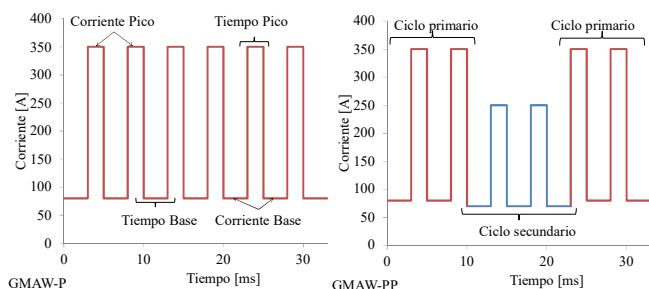 Corriente Pico
Tiempo Pico
400
350
300
250
200
150
100
50
0
Corriente [A]
Tiempo Base
Corriente Base
0
10
20
30
Tiempo [ms]
GMAW-P
Ciclo primario
Ciclo primario
400
350
300
250
200
150
100
50
0
Corriente [A]
Ciclo secundario
0
10
20
30
Tiempo [ms]
GMAW-PP